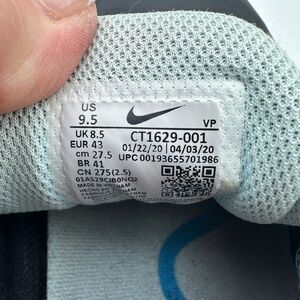 US
9.5 VP
UK 8.5 CT1629-001
EUR 43 01/22/20 04/03/20
cm 27.5 UPC 00193655701986
BR 41
CN 275(2.5)
MADE IN VIETNAM